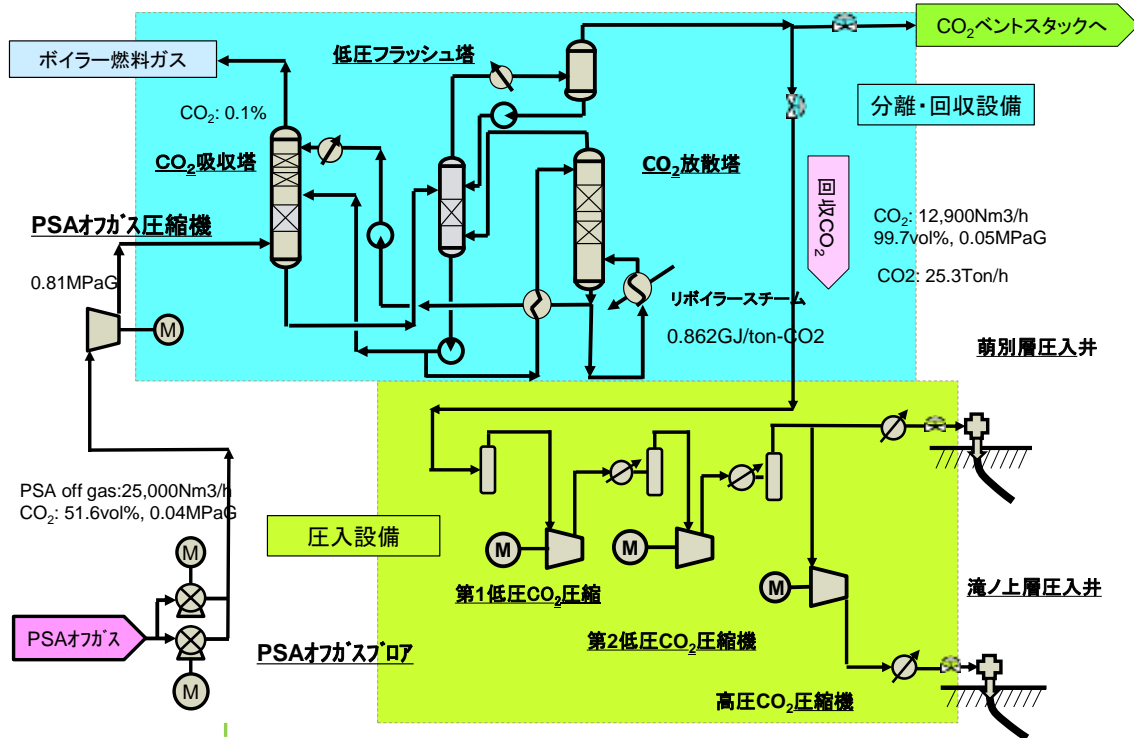 CO₂ベントスタックへ
ボイラー燃料ガス
低圧フラッシュ塔
CO₂: 0.1%
分離・回収設備
CO₂吸収塔
CO₂放散塔
回収CO₂
PSAオフガス圧縮機
CO₂: 12,900Nm3/h
99.7vol%, 0.05MPaG
CO2: 25.3Ton/h
0.81MPaG
M
リボイラースチーム
0.862GJ/ton-CO2
萌別層圧入井
PSA off gas:25,000Nm3/h
CO₂: 51.6vol%, 0.04MPaG
圧入設備
M
M
M
第1低圧CO₂圧縮
M
滝ノ上層圧入井
PSAオフガス
第2低圧CO₂圧縮機
PSAオフガスブロア
M
高圧CO₂圧縮機